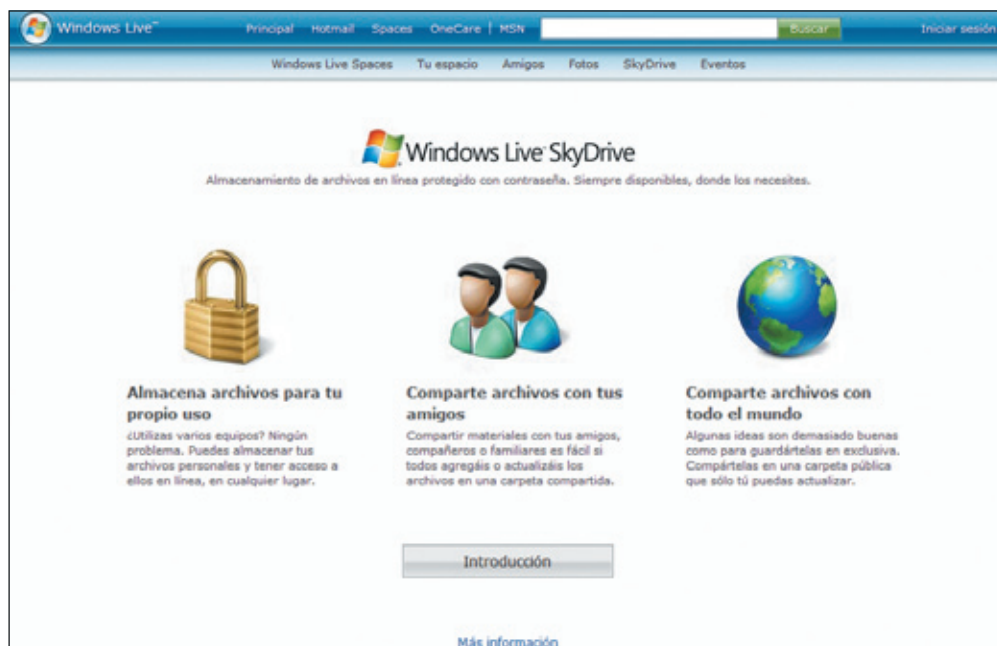 Windows Live™ Principal Hotmail Spaces OneCare | MSN Buscar Iniciar sesión
Windows Live Spaces Tu espacio Amigos Fotos SkyDrive Eventos
Windows Live™ SkyDrive
Almacenamiento de archivos en línea protegido con contraseña. Siempre disponibles, donde los necesites.
Almacena archivos para tu
propio uso
¿Utilizas varios equipos? Ningún
problema. Puedes almacenar tus
archivos personales y tener acceso a
ellos en línea, en cualquier lugar.
Comparte archivos con tus
amigos
Compartir materiales con tus amigos,
compañeros o familiares es fácil si
todos agregáis o actualizáis los
archivos en una carpeta compartida.
Comparte archivos con
todo el mundo
Algunas ideas son demasiado buenas
como para guardártelas en exclusiva.
Compártelas en una carpeta pública
que sólo tú puedas actualizar.
Introducción
Más información